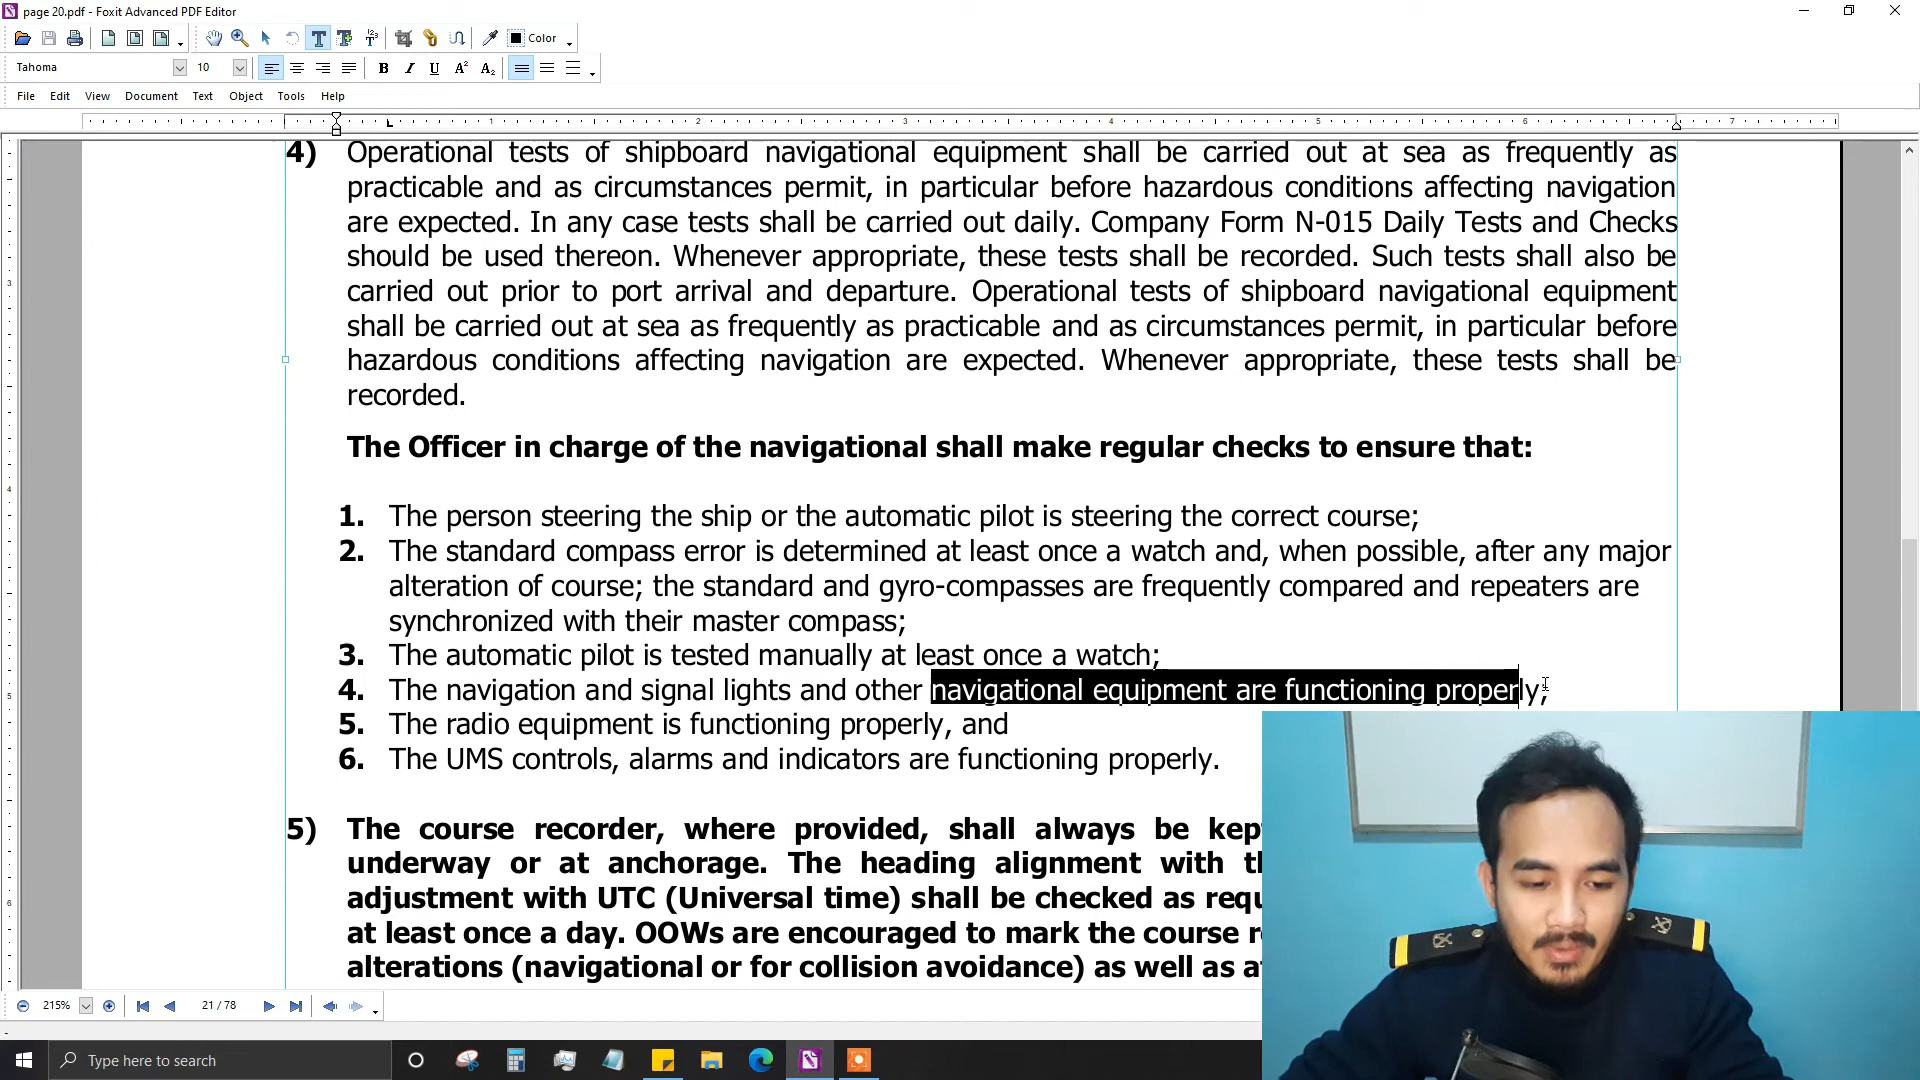 page 20.pdf - Foxit Advanced PDF Editor
Color
Tahoma 10 B I U A² A₂
File Edit View Document Text Object Tools Help
1 2 3 4 5 6 7
4) Operational tests of shipboard navigational equipment shall be carried out at sea as frequently as
practicable and as circumstances permit, in particular before hazardous conditions affecting navigation
are expected. In any case tests shall be carried out daily. Company Form N-015 Daily Tests and Checks
should be used thereon. Whenever appropriate, these tests shall be recorded. Such tests shall also be
carried out prior to port arrival and departure. Operational tests of shipboard navigational equipment
shall be carried out at sea as frequently as practicable and as circumstances permit, in particular before
hazardous conditions affecting navigation are expected. Whenever appropriate, these tests shall be
recorded.
The Officer in charge of the navigational shall make regular checks to ensure that:
1. The person steering the ship or the automatic pilot is steering the correct course;
2. The standard compass error is determined at least once a watch and, when possible, after any major
alteration of course; the standard and gyro-compasses are frequently compared and repeaters are
synchronized with their master compass;
3. The automatic pilot is tested manually at least once a watch;
4. The navigation and signal lights and other navigational equipment are functioning properly;
5. The radio equipment is functioning properly, and
6. The UMS controls, alarms and indicators are functioning properly.
5) The course recorder, where provided, shall always be kep
underway or at anchorage. The heading alignment with th
adjustment with UTC (Universal time) shall be checked as requ
at least once a day. OOWs are encouraged to mark the course r
alterations (navigational or for collision avoidance) as well as a
215% 21 / 78
Type here to search